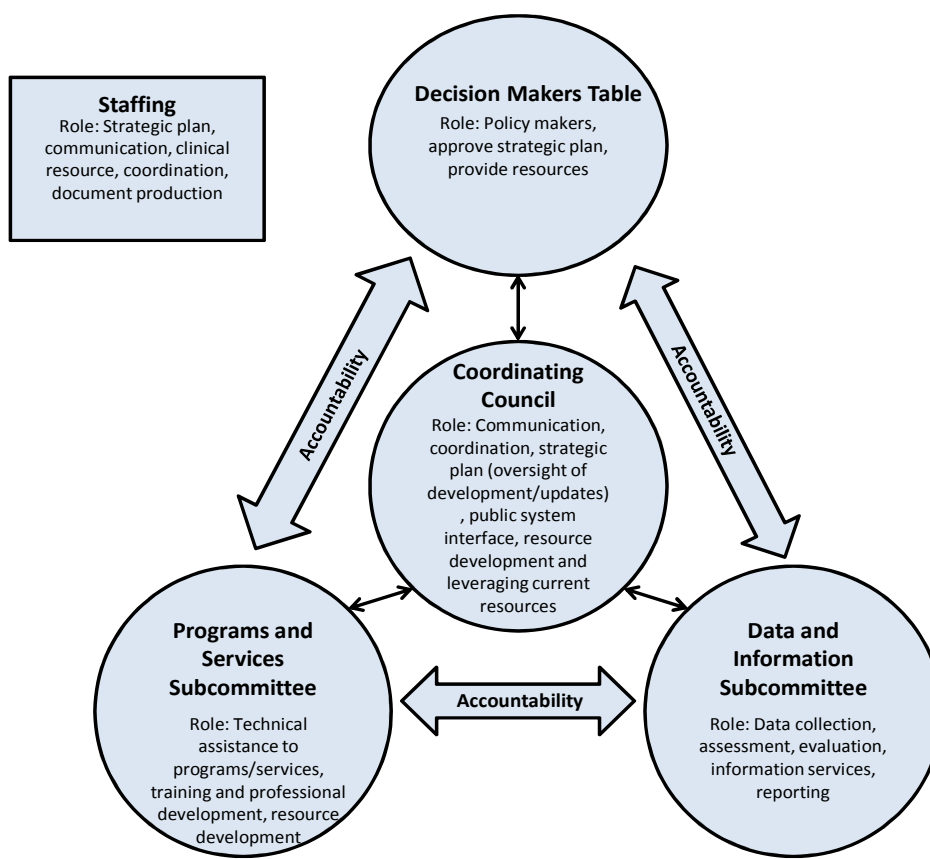 Staffing
Role: Strategic plan,
communication, clinical
resource, coordination,
document production
Decision Makers Table
Role: Policy makers,
approve strategic plan,
provide resources
Accountability
Accountability
Coordinating
Council
Role: Communication,
coordination, strategic
plan (oversight of
development/updates)
, public system
interface, resource
development and
leveraging current
resources
Programs and
Services
Subcommittee
Role: Technical
assistance to
programs/services,
training and professional
development, resource
development
Accountability
Data and
Information
Subcommittee
Role: Data collection,
assessment, evaluation,
information services,
reporting